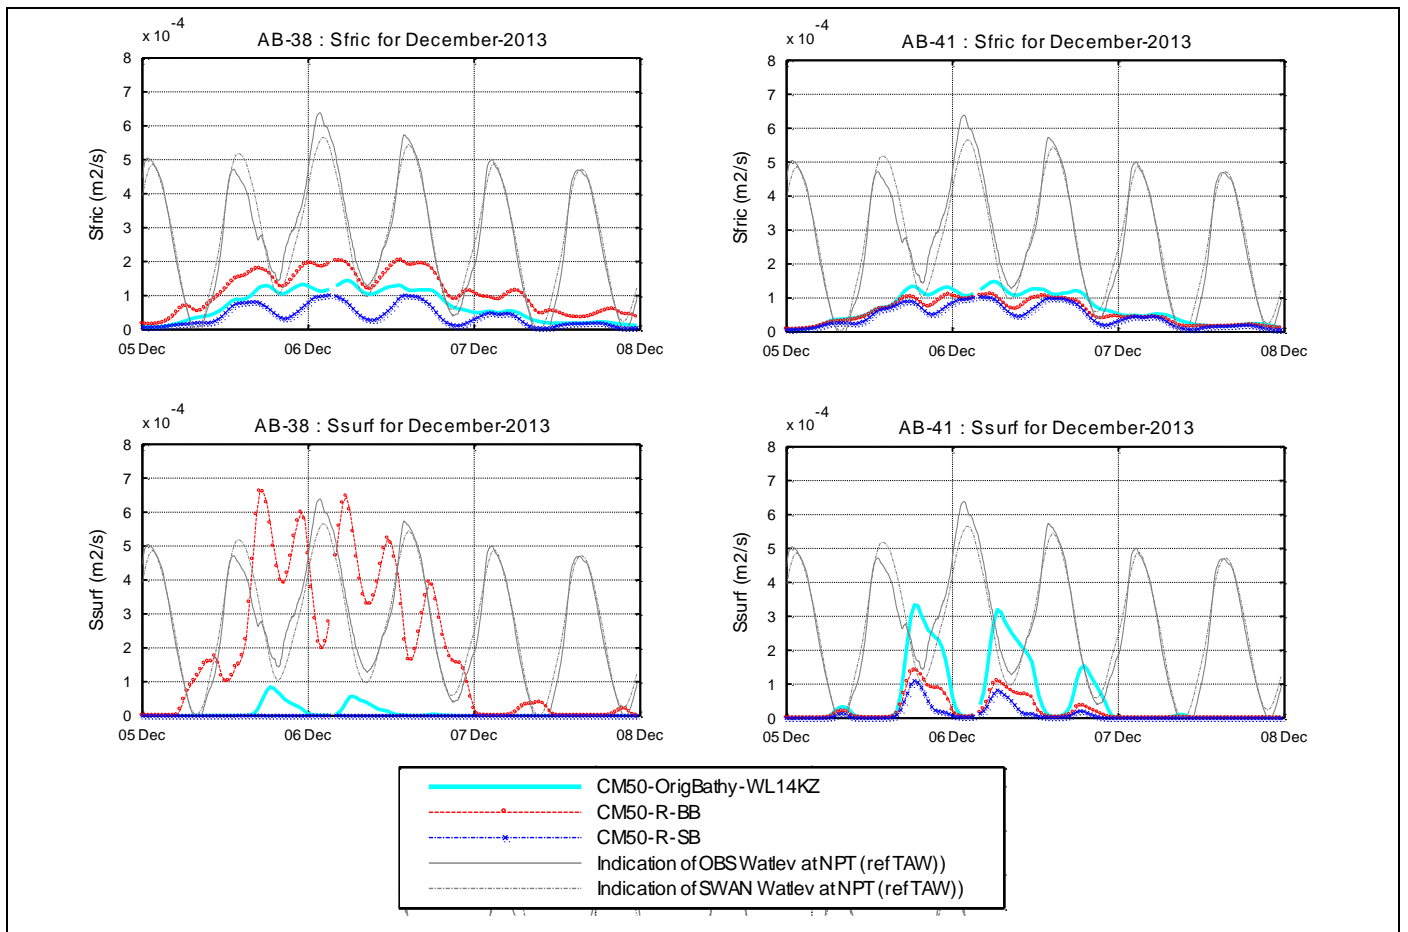 x 10 -4
AB-38 : Sfric for December-2013
8
7
6
5
4
3
2
1
0
Sfric (m2/s)
05 Dec 06 Dec 07 Dec 08 Dec
x 10 -4
AB-41 : Sfric for December-2013
8
7
6
5
4
3
2
1
0
Sfric (m2/s)
05 Dec 06 Dec 07 Dec 08 Dec
x 10 -4
AB-38 : Ssurf for December-2013
8
7
6
5
4
3
2
1
0
Ssurf (m2/s)
05 Dec 06 Dec 07 Dec 08 Dec
x 10 -4
AB-41 : Ssurf for December-2013
8
7
6
5
4
3
2
1
0
Ssurf (m2/s)
05 Dec 06 Dec 07 Dec 08 Dec
CM50-OrigBathy-WL14KZ
CM50-R-BB
CM50-R-SB
Indication of OBS Watlev at NPT (ref TAW))
Indication of SWAN Watlev at NPT (ref TAW))